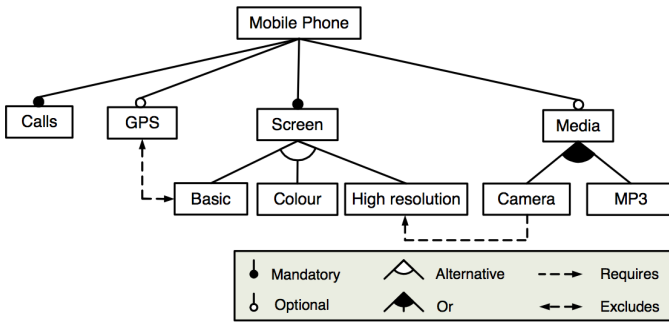 Mobile Phone
Calls GPS Screen Media
Basic Colour High resolution Camera MP3
Mandatory Alternative Requires
Optional Or Excludes